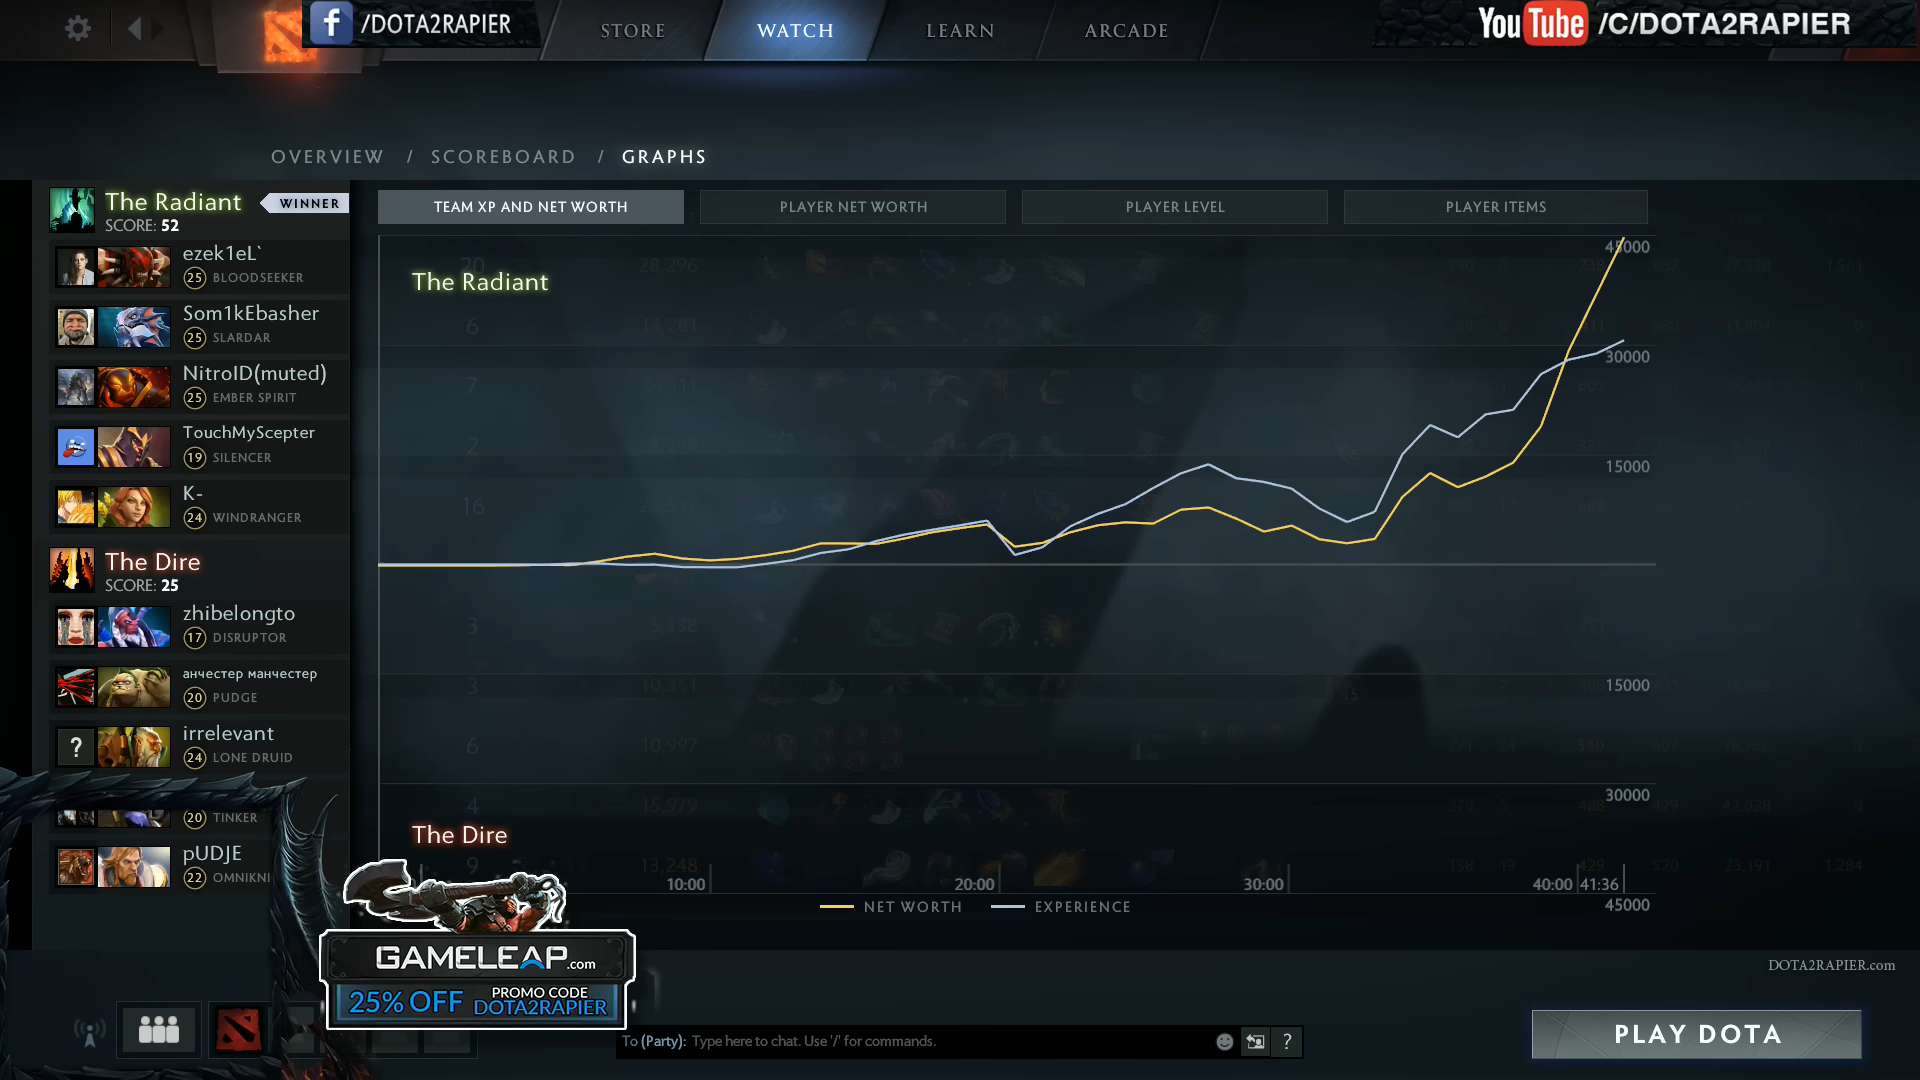 f /DOTA2RAPIER
STORE
WATCH
LEARN
ARCADE
YouTube /C/DOTA2RAPIER
OVERVIEW / SCOREBOARD / GRAPHS
The Radiant
WINNER
SCORE: 52
ezek1eL`
25 BLOODSEEKER
Som1kEbasher
25 SLARDAR
NitroID(muted)
25 EMBER SPIRIT
TouchMyScepter
19 SILENCER
K-
24 WINDRANGER
The Dire
SCORE: 25
zhibelongto
17 DISRUPTOR
анчестер манчестер
20 PUDGE
?
irrelevant
24 LONE DRUID
20 TINKER
pUDJE
22 OMNIKNI
TEAM XP AND NET WORTH
PLAYER NET WORTH
PLAYER LEVEL
PLAYER ITEMS
The Radiant
45000
30000
15000
15000
30000
45000
The Dire
10:00
20:00
30:00
40:00
41:36
NET WORTH
EXPERIENCE
GAMELEAP.com
25% OFF
PROMO CODE
DOTA2RAPIER
DOTA2RAPIER.com
To (Party): Type here to chat. Use '/' for commands.
?
PLAY DOTA